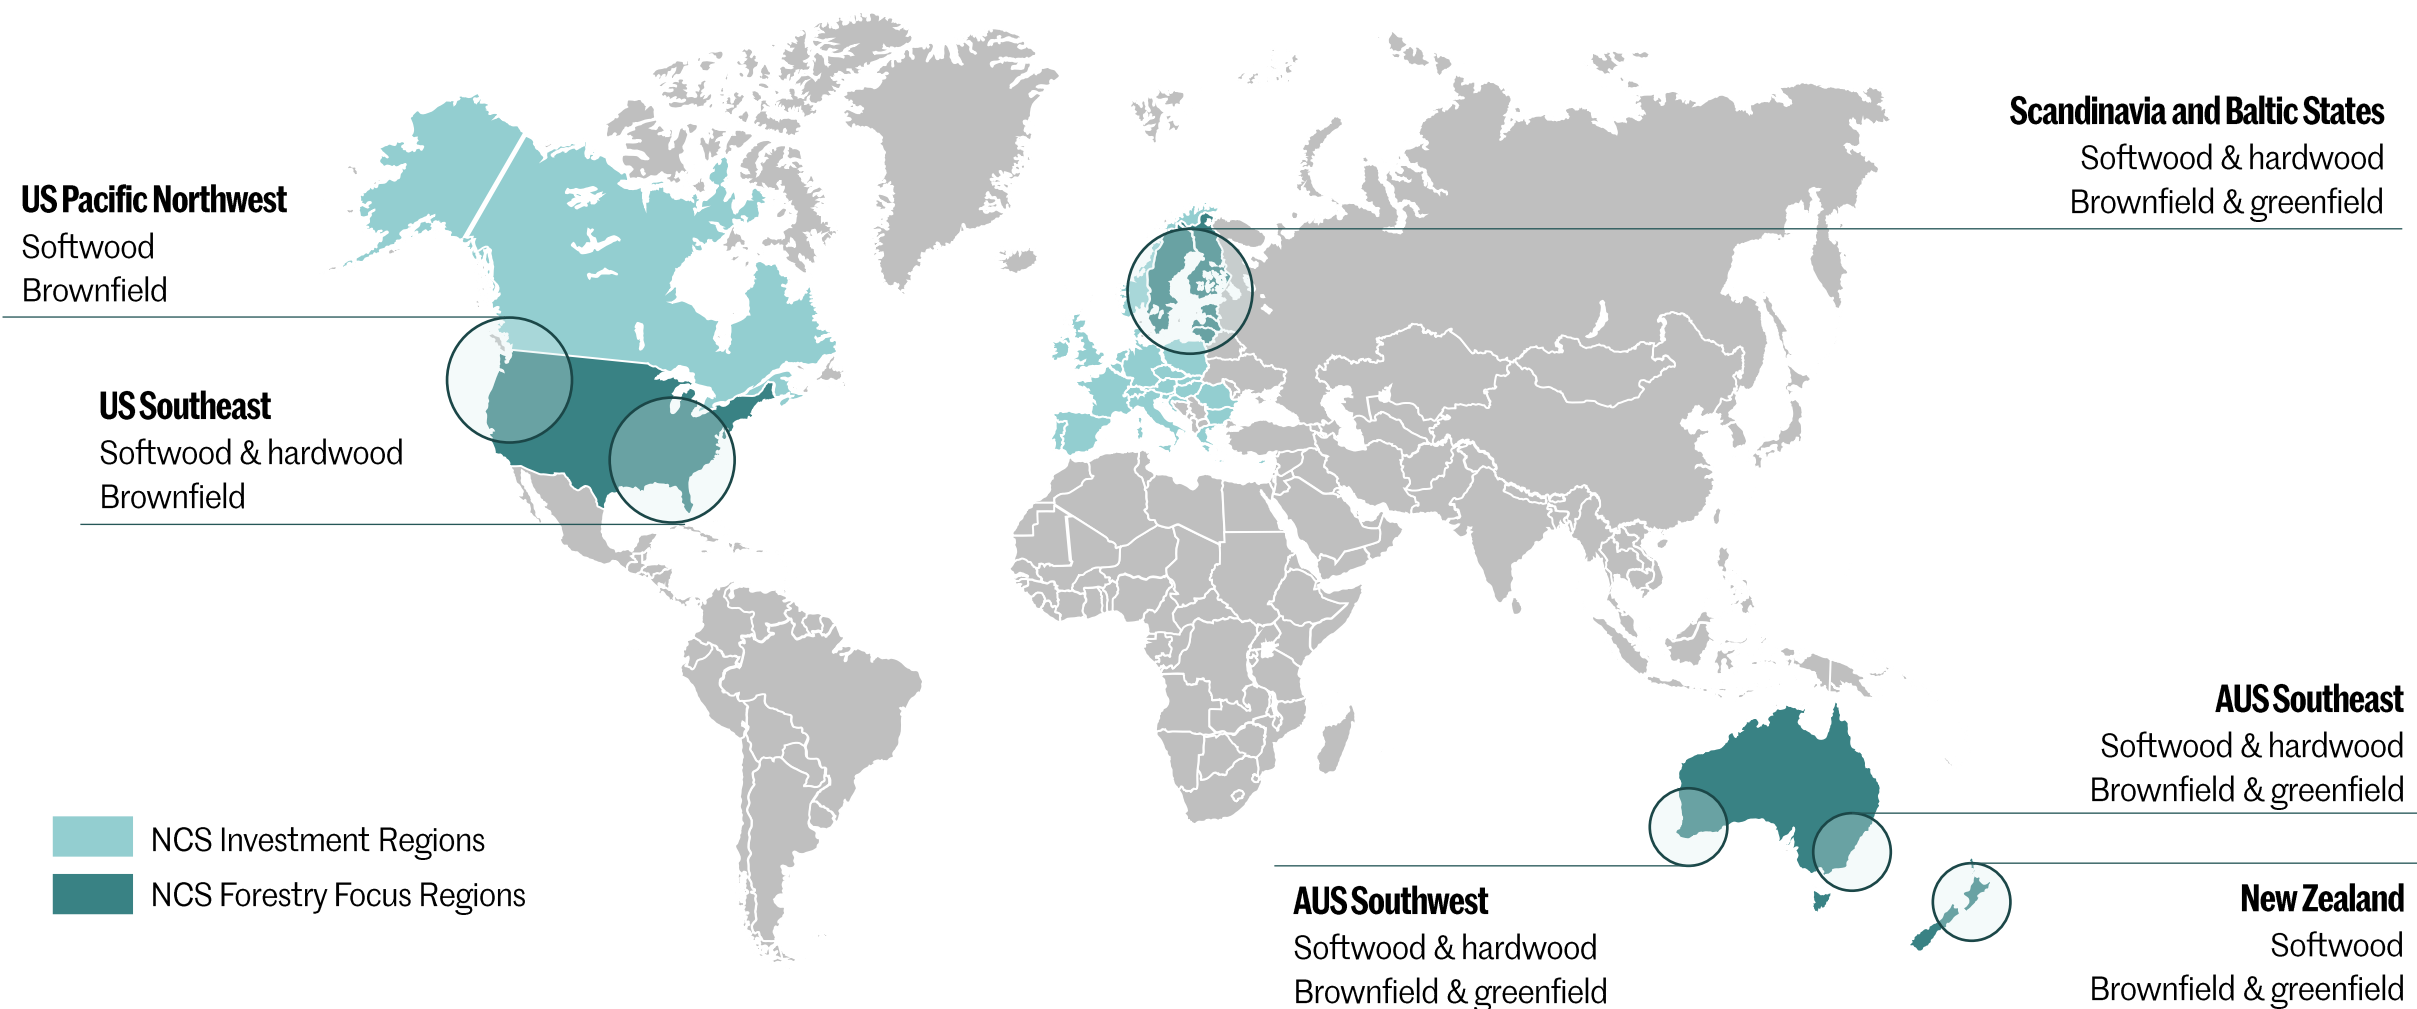 US Pacific Northwest
Softwood
Brownfield
US Southeast
Softwood & hardwood
Brownfield
Scandinavia and Baltic States
Softwood & hardwood
Brownfield & greenfield
AUS Southeast
Softwood & hardwood
Brownfield & greenfield
AUS Southwest
Softwood & hardwood
Brownfield & greenfield
New Zealand
Softwood
Brownfield & greenfield
NCS Investment Regions
NCS Forestry Focus Regions